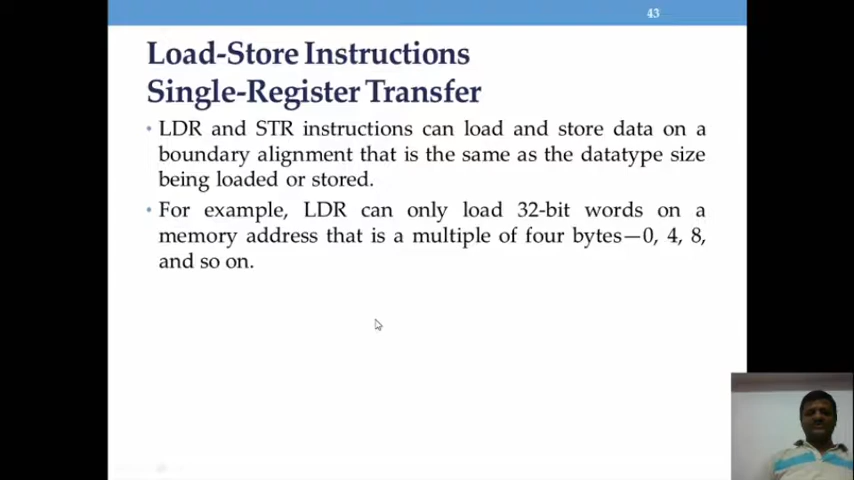 43
Load-Store Instructions
Single-Register Transfer
• LDR and STR instructions can load and store data on a
boundary alignment that is the same as the datatype size
being loaded or stored.
• For example, LDR can only load 32-bit words on a
memory address that is a multiple of four bytes—0, 4, 8,
and so on.